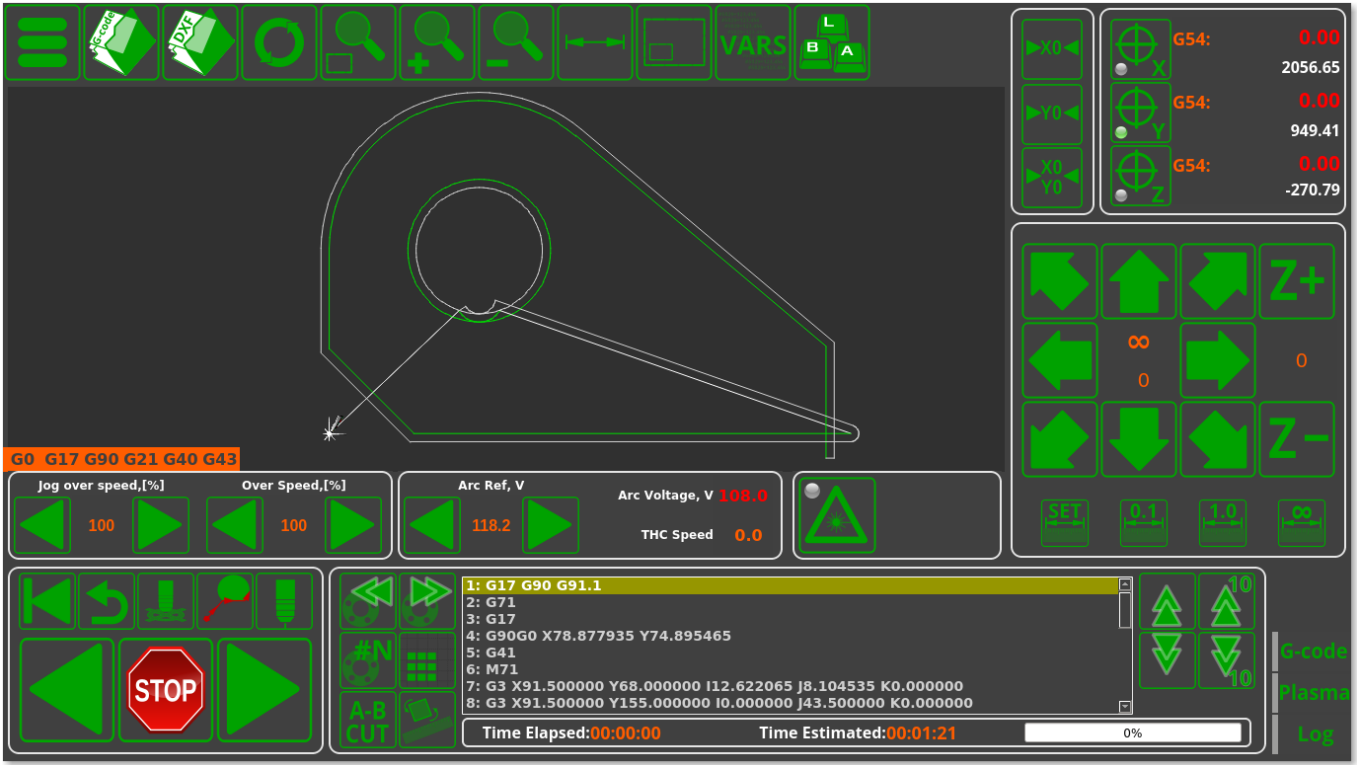 G-code
DXF
VARS
L
B
A
X0
Y0
X0
Y0
X
G54:
0.00
2056.65
Y
G54:
0.00
949.41
Z
G54:
0.00
-270.79
Z+
∞
0
0
Z-
SET
0.1
1.0
∞
G0 G17 G90 G21 G40 G43
Jog over speed,[%]
100
Over Speed,[%]
100
Arc Ref, V
118.2
Arc Voltage, V 108.0
THC Speed 0.0
STOP
#N
A-B
CUT
1: G17 G90 G91.1
2: G71
3: G17
4: G90G0 X78.877935 Y74.895465
5: G41
6: M71
7: G3 X91.500000 Y68.000000 I12.622065 J8.104535 K0.000000
8: G3 X91.500000 Y155.000000 I0.000000 J43.500000 K0.000000
Time Elapsed:00:00:00 Time Estimated:00:01:21 0%
10
10
G-code
Plasma
Log